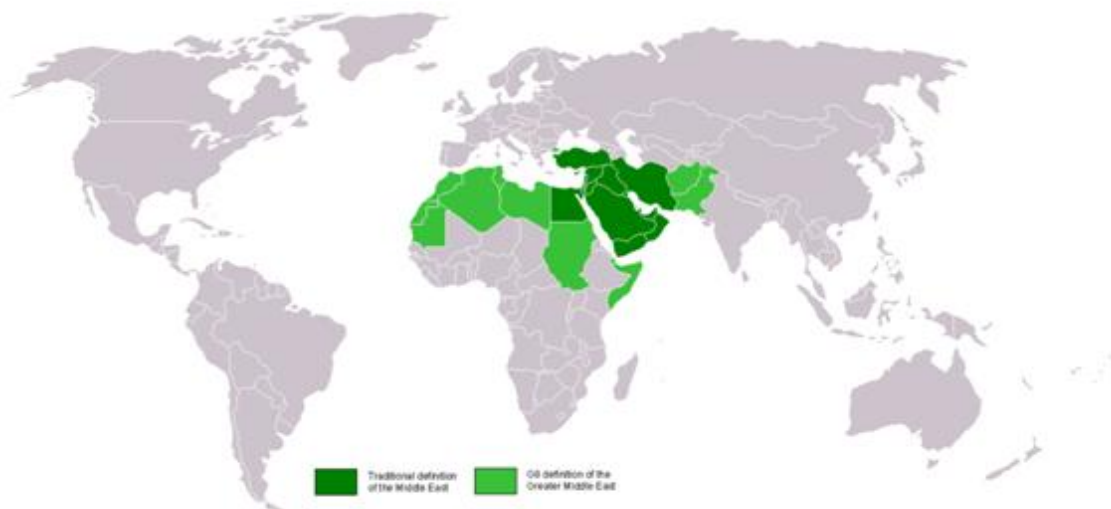 Traditional definition
of the Middle East
G8 definition of the
Greater Middle East